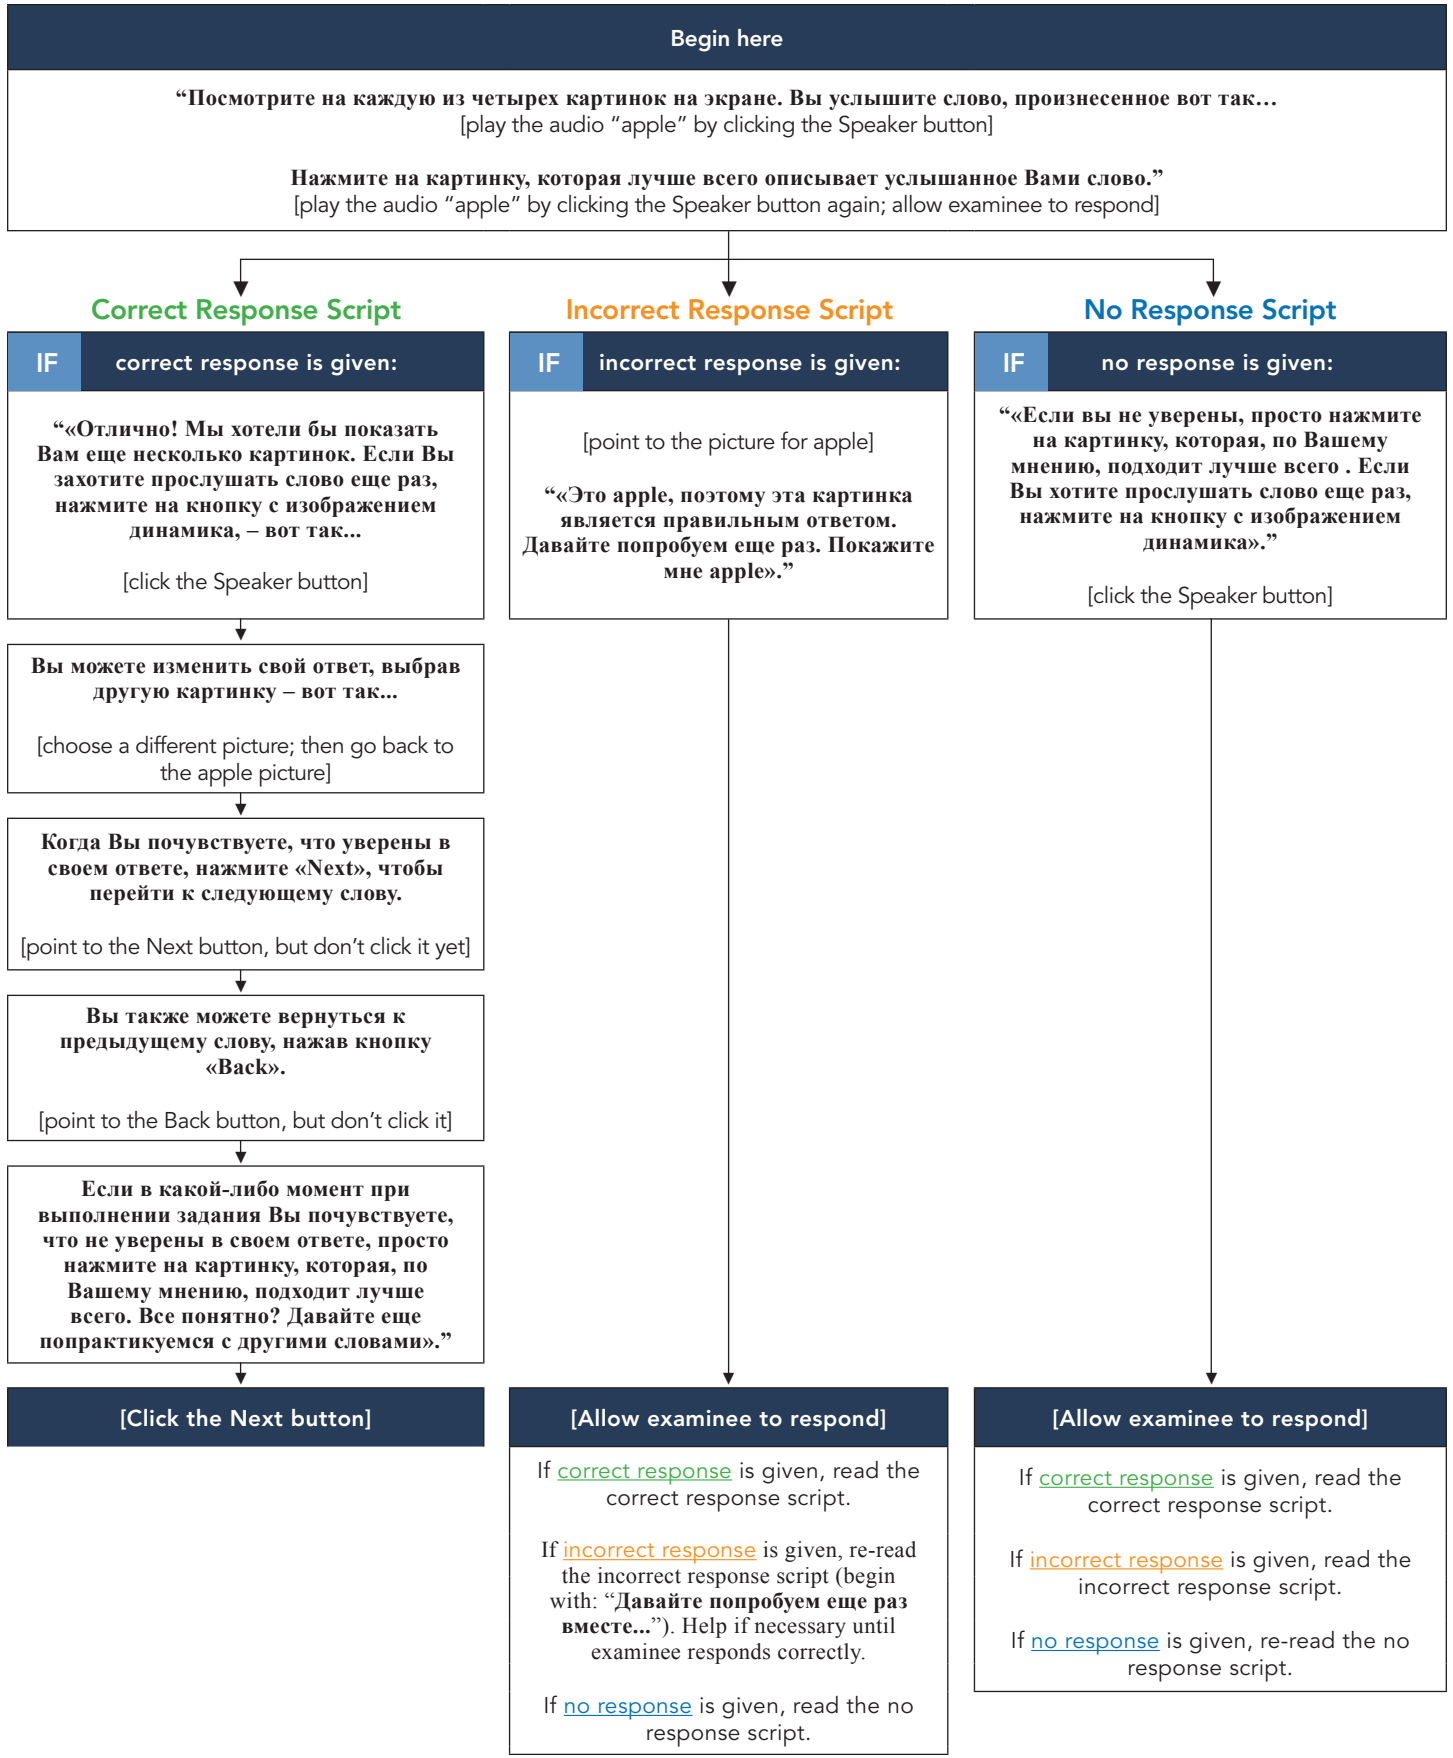 Begin here
“Посмотрите на каждую из четырех картинок на экране. Вы услышите слово, произнесенное вот так…
[play the audio “apple” by clicking the Speaker button]
Нажмите на картинку, которая лучше всего описывает услышанное Вами слово.”
[play the audio “apple” by clicking the Speaker button again; allow examinee to respond]
Correct Response Script
IF correct response is given:
“«Отлично! Мы хотели бы показать
Вам еще несколько картинок. Если Вы
захотите прослушать слово еще раз,
нажмите на кнопку с изображением
динамика, – вот так...
[click the Speaker button]
Вы можете изменить свой ответ, выбрав
другую картинку – вот так...
[choose a different picture; then go back to
the apple picture]
Когда Вы почувствуете, что уверены в
своем ответе, нажмите «Next», чтобы
перейти к следующему слову.
[point to the Next button, but don’t click it yet]
Вы также можете вернуться к
предыдущему слову, нажав кнопку
«Back».
[point to the Back button, but don’t click it]
Если в какой-либо момент при
выполнении задания Вы почувствуете,
что не уверены в своем ответе, просто
нажмите на картинку, которая, по
Вашему мнению, подходит лучше
всего. Все понятно? Давайте еще
попрактикуемся с другими словами».”
[Click the Next button]
Incorrect Response Script
IF incorrect response is given:
[point to the picture for apple]
“«Это apple, поэтому эта картинка
является правильным ответом.
Давайте попробуем еще раз. Покажите
мне apple».”
[Allow examinee to respond]
If correct response is given, read the
correct response script.
If incorrect response is given, re-read
the incorrect response script (begin
with: “Давайте попробуем еще раз
вместе...”). Help if necessary until
examinee responds correctly.
If no response is given, read the no
response script.
No Response Script
IF no response is given:
“«Если вы не уверены, просто нажмите
на картинку, которая, по Вашему
мнению, подходит лучше всего . Если
Вы хотите прослушать слово еще раз,
нажмите на кнопку с изображением
динамика».”
[click the Speaker button]
[Allow examinee to respond]
If correct response is given, read the
correct response script.
If incorrect response is given, read the
incorrect response script.
If no response is given, re-read the no
response script.